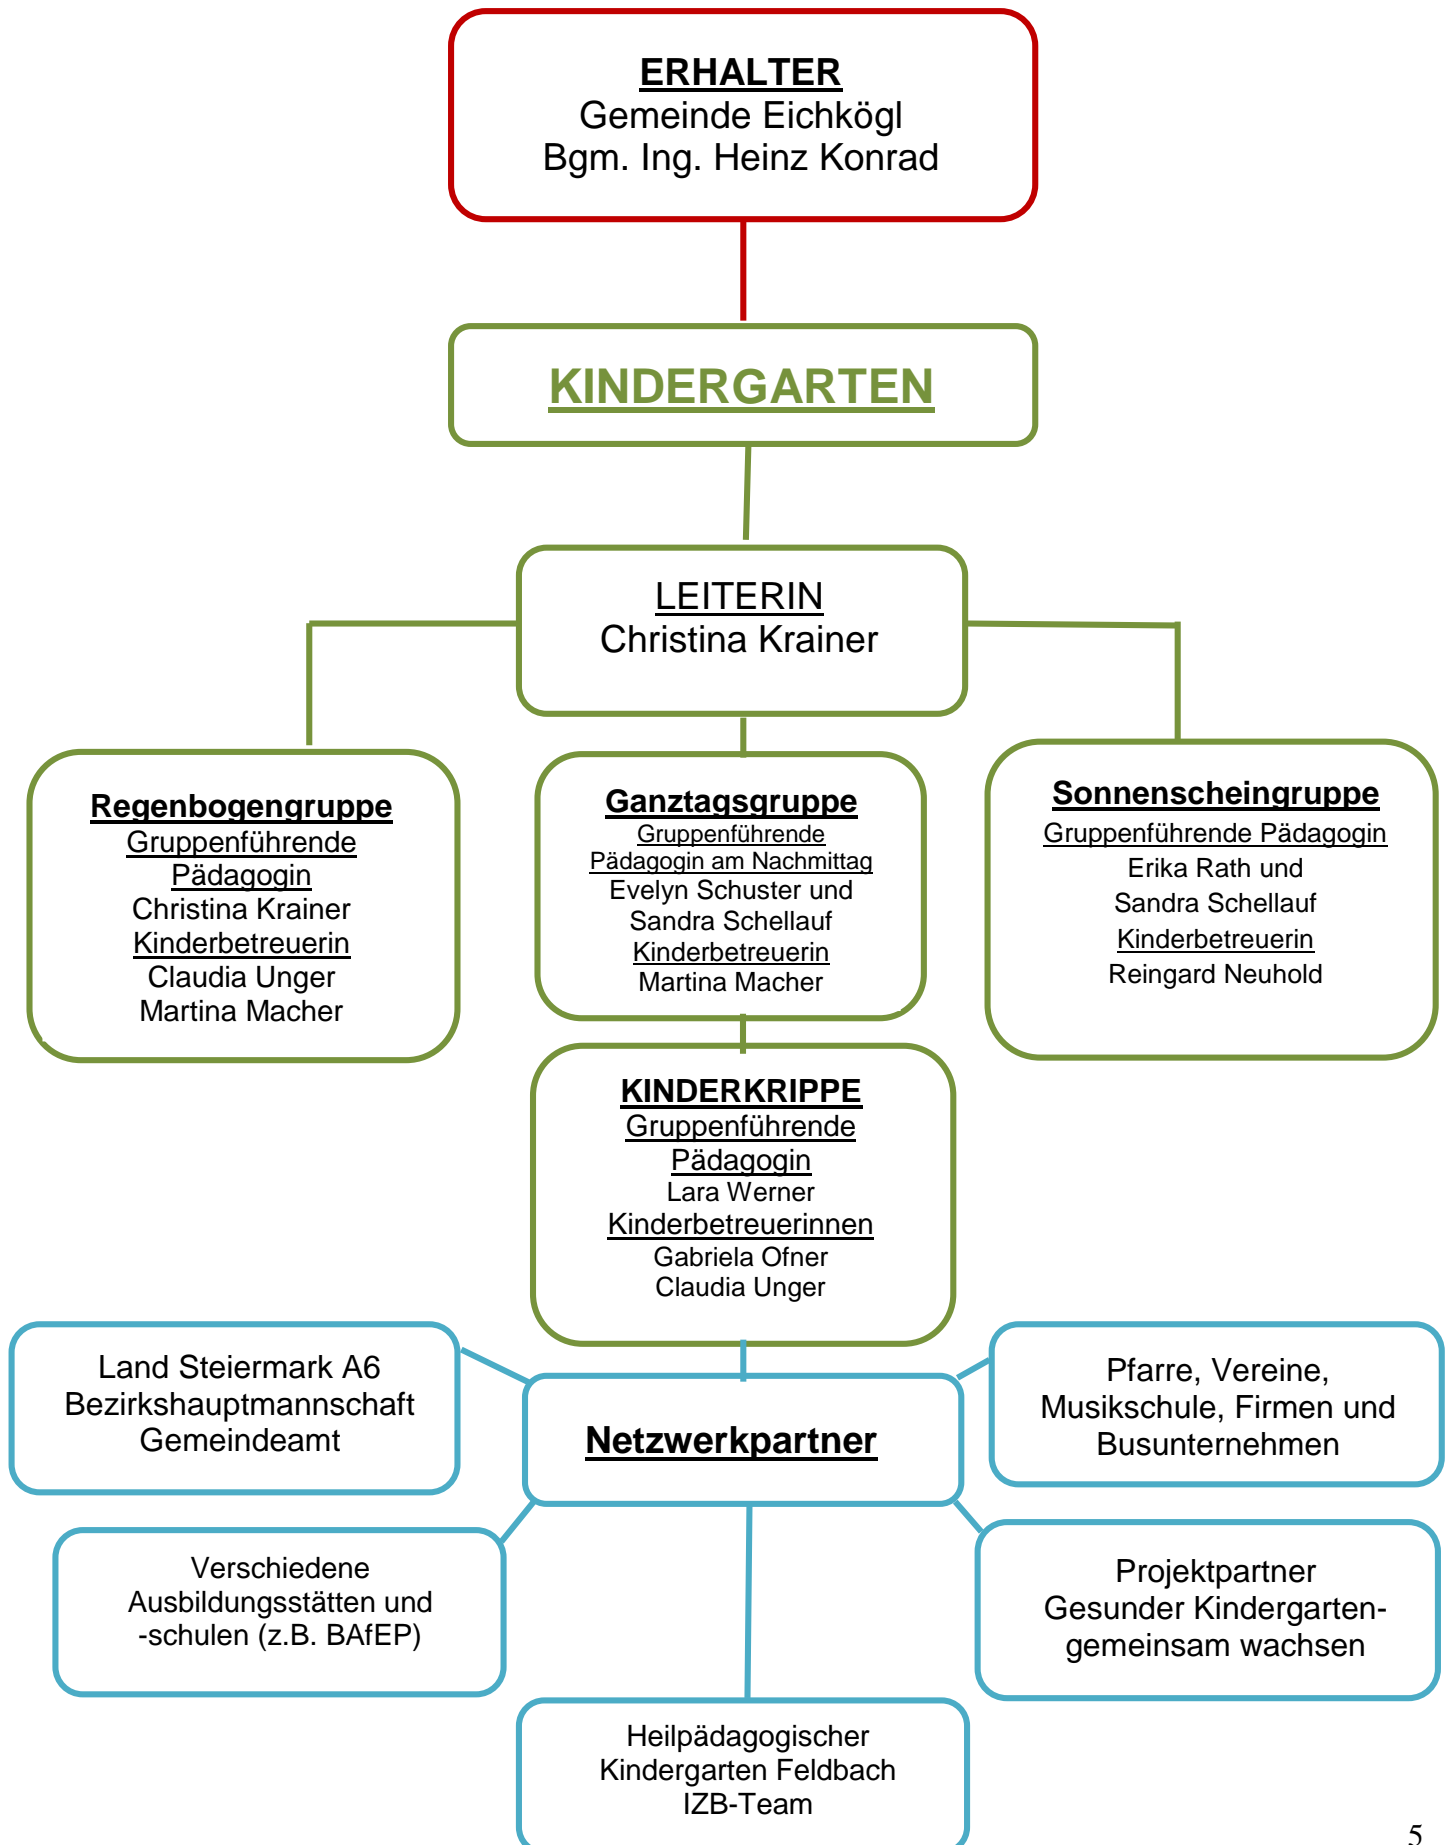 ERHALTER
Gemeinde Eichkögl
Bgm. Ing. Heinz Konrad
KINDERGARTEN
LEITERIN
Christina Krainer
Regenbogengruppe
Gruppenführende
Pädagogin
Christina Krainer
Kinderbetreuerin
Claudia Unger
Martina Macher
Ganztagsgruppe
Gruppenführende
Pädagogin am Nachmittag
Evelyn Schuster und
Sandra Schellauf
Kinderbetreuerin
Martina Macher
Sonnenscheingruppe
Gruppenführende Pädagogin
Erika Rath und
Sandra Schellauf
Kinderbetreuerin
Reingard Neuhold
KINDERKRIPPE
Gruppenführende
Pädagogin
Lara Werner
Kinderbetreuerinnen
Gabriela Ofner
Claudia Unger
Land Steiermark A6
Bezirkshauptmannschaft
Gemeindeamt
Netzwerkpartner
Pfarre, Vereine,
Musikschule, Firmen und
Busunternehmen
Verschiedene
Ausbildungsstätten und
-schulen (z.B. BAfEP)
Projektpartner
Gesunder Kindergarten-
gemeinsam wachsen
Heilpädagogischer
Kindergarten Feldbach
IZB-Team
5